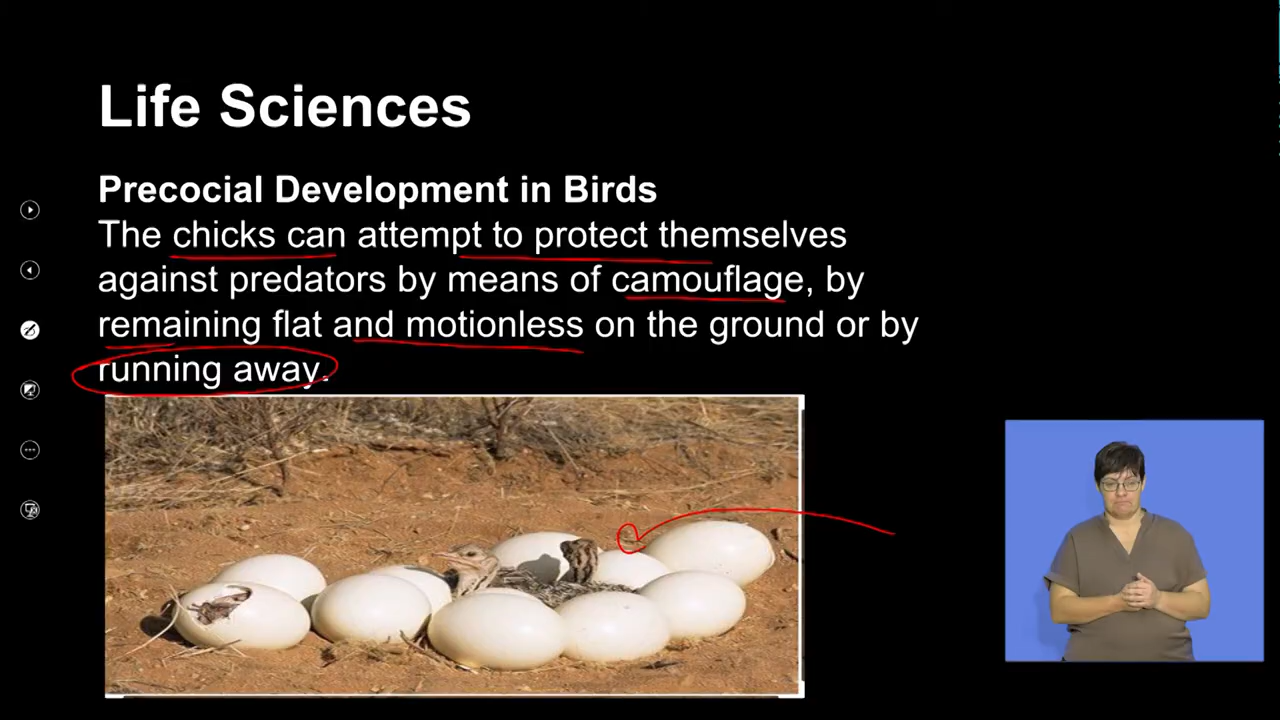 Life Sciences
Precocial Development in Birds
The chicks can attempt to protect themselves
against predators by means of camouflage, by
remaining flat and motionless on the ground or by
running away.